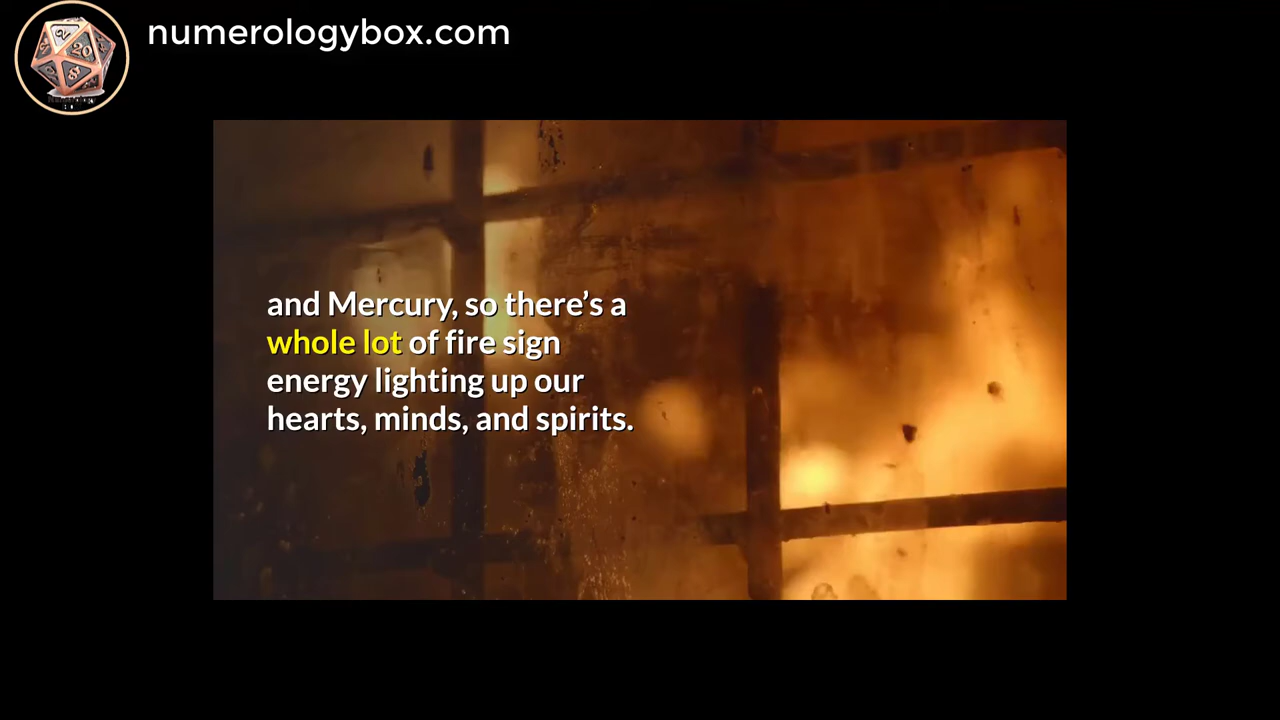 numerologybox.com
and Mercury, so there’s a
whole lot of fire sign
energy lighting up our
hearts, minds, and spirits.